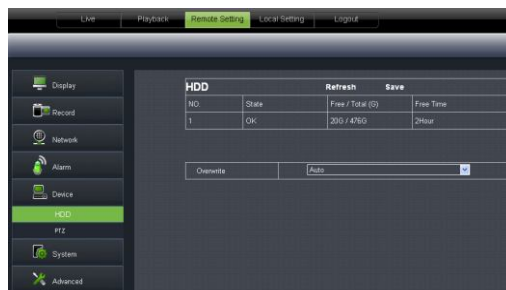 Live Playback Remote Setting Local Setting Logout
Display
Record
Network
Alarm
Device
HDD
PTZ
System
Advanced
HDD Refresh Save
NO. State Free / Total (G) Free Time
1 OK 20G / 476G 2Hour
Overwrite Auto